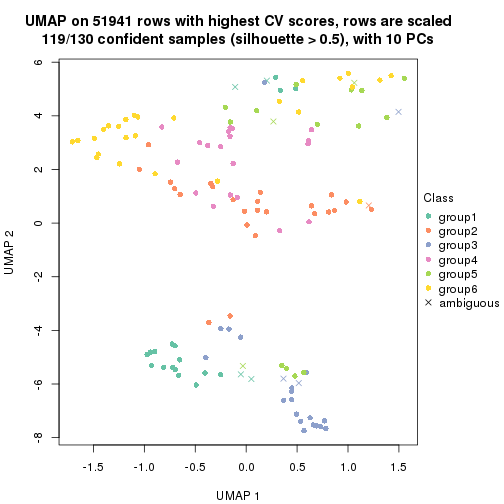 UMAP on 51941 rows with highest CV scores, rows are scaled
119/130 confident samples (silhouette > 0.5), with 10 PCs
6
4
2
0
-2
-4
-6
-8
UMAP 2
-1.5
-1.0
-0.5
0.0
0.5
1.0
1.5
UMAP 1
Class
group1
group2
group3
group4
group5
group6
ambiguous